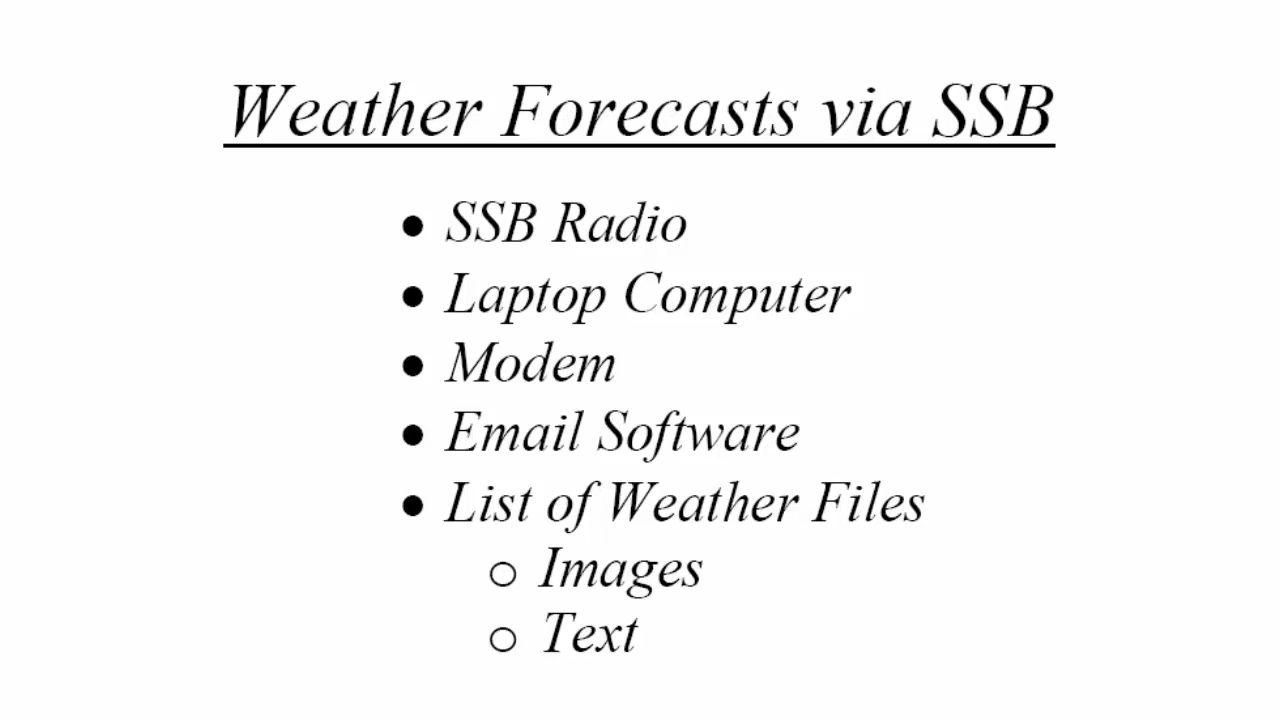 Weather Forecasts via SSB
• SSB Radio
• Laptop Computer
• Modem
• Email Software
• List of Weather Files
o Images
o Text